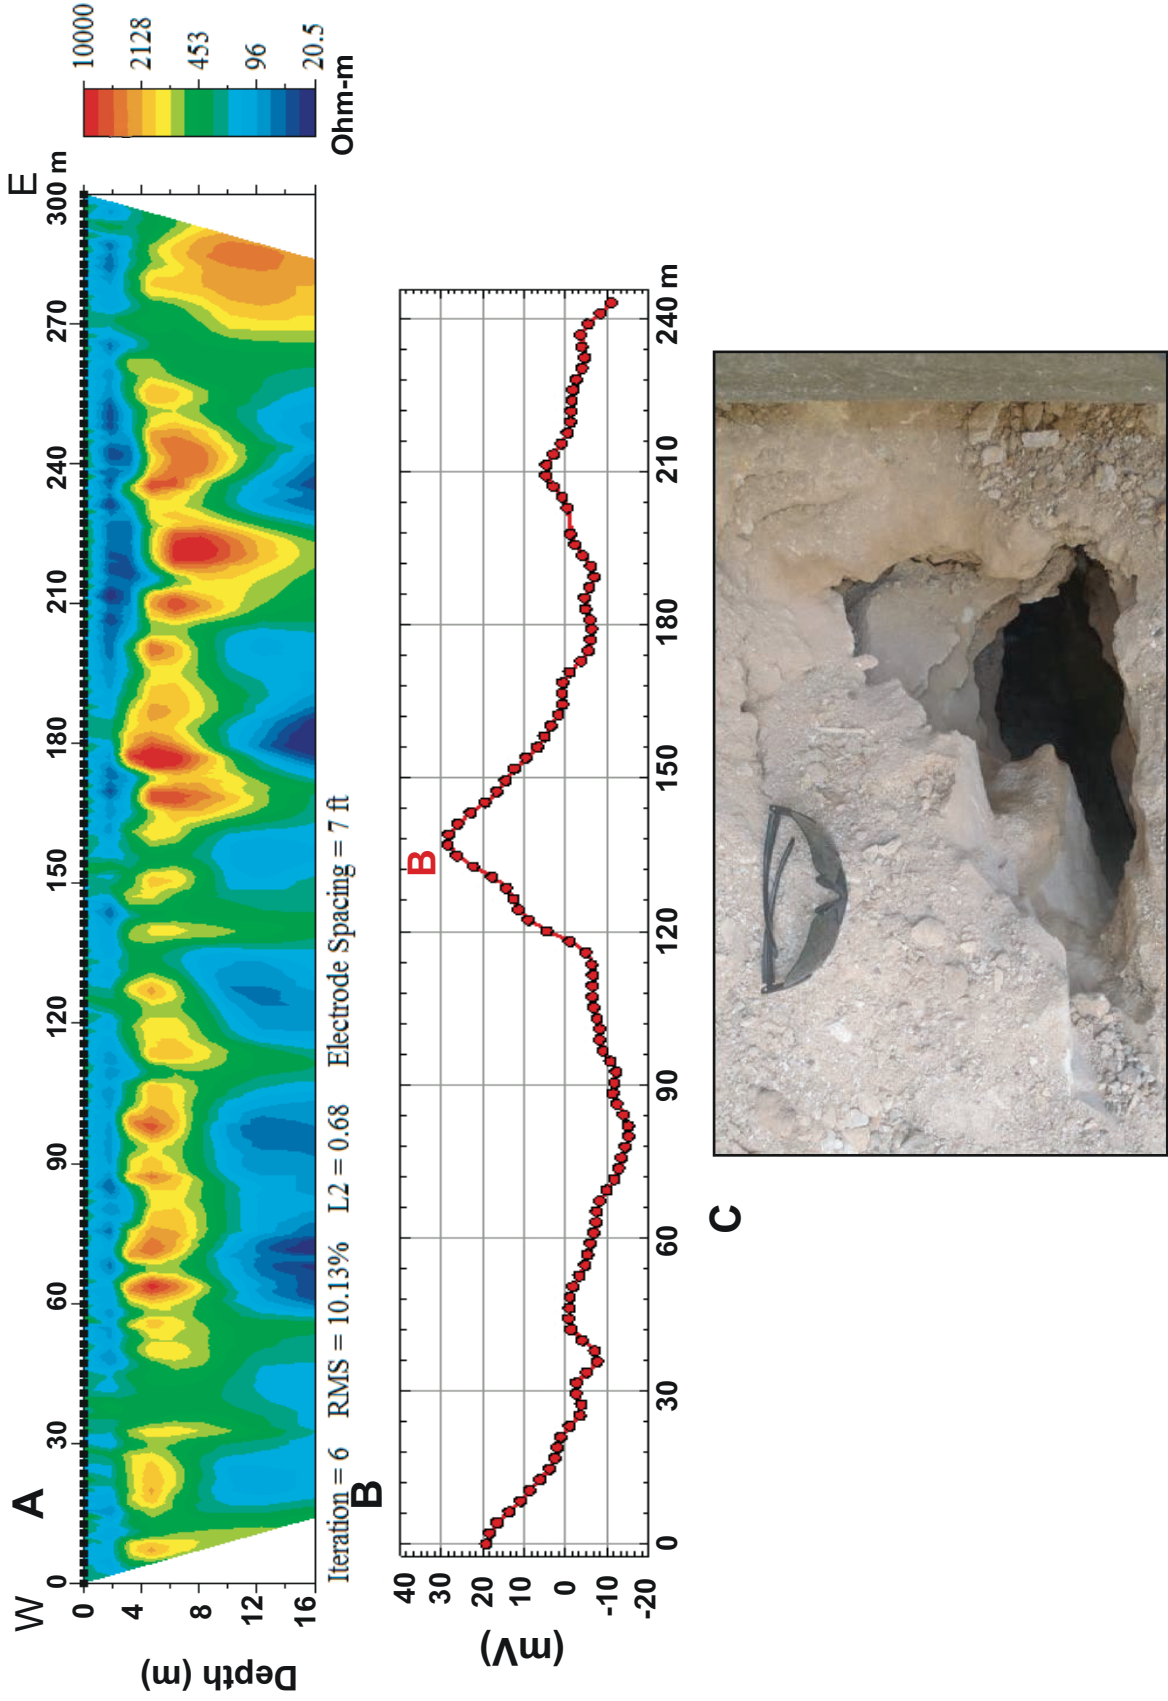 A
W
E
0 30 60 90 120 150 180 210 240 270 300 m
0
4
8
12
16
Depth (m)
10000
2128
453
96
20.5
Ohm-m
Iteration = 6 RMS = 10.13% L2 = 0.68 Electrode Spacing = 7 ft
B
B
40
30
20
10
0
-10
-20
(mV)
0 30 60 90 120 150 180 210 240 m
C